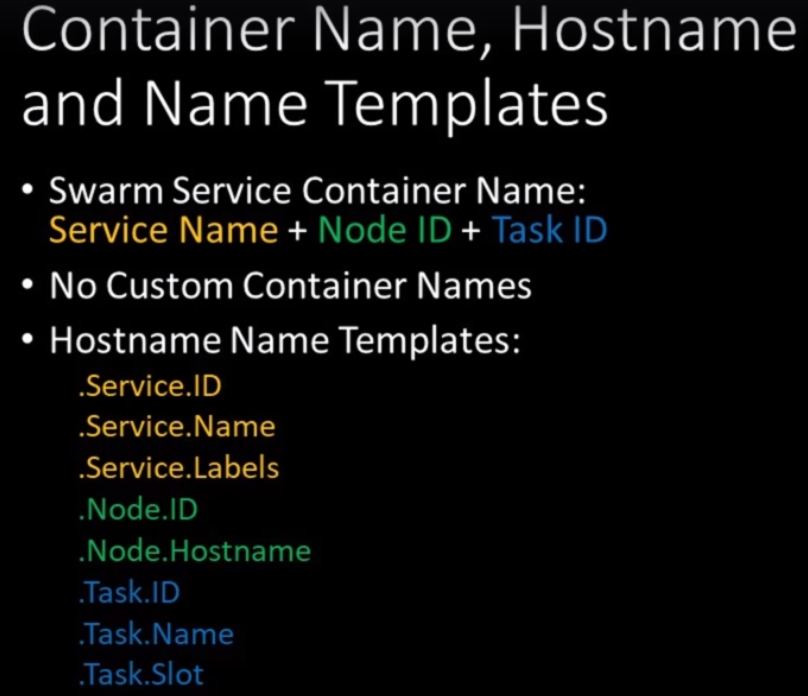 Container Name, Hostname
and Name Templates
• Swarm Service Container Name:
Service Name + Node ID + Task ID
• No Custom Container Names
• Hostname Name Templates:
.Service.ID
.Service.Name
.Service.Labels
.Node.ID
.Node.Hostname
.Task.ID
.Task.Name
.Task.Slot